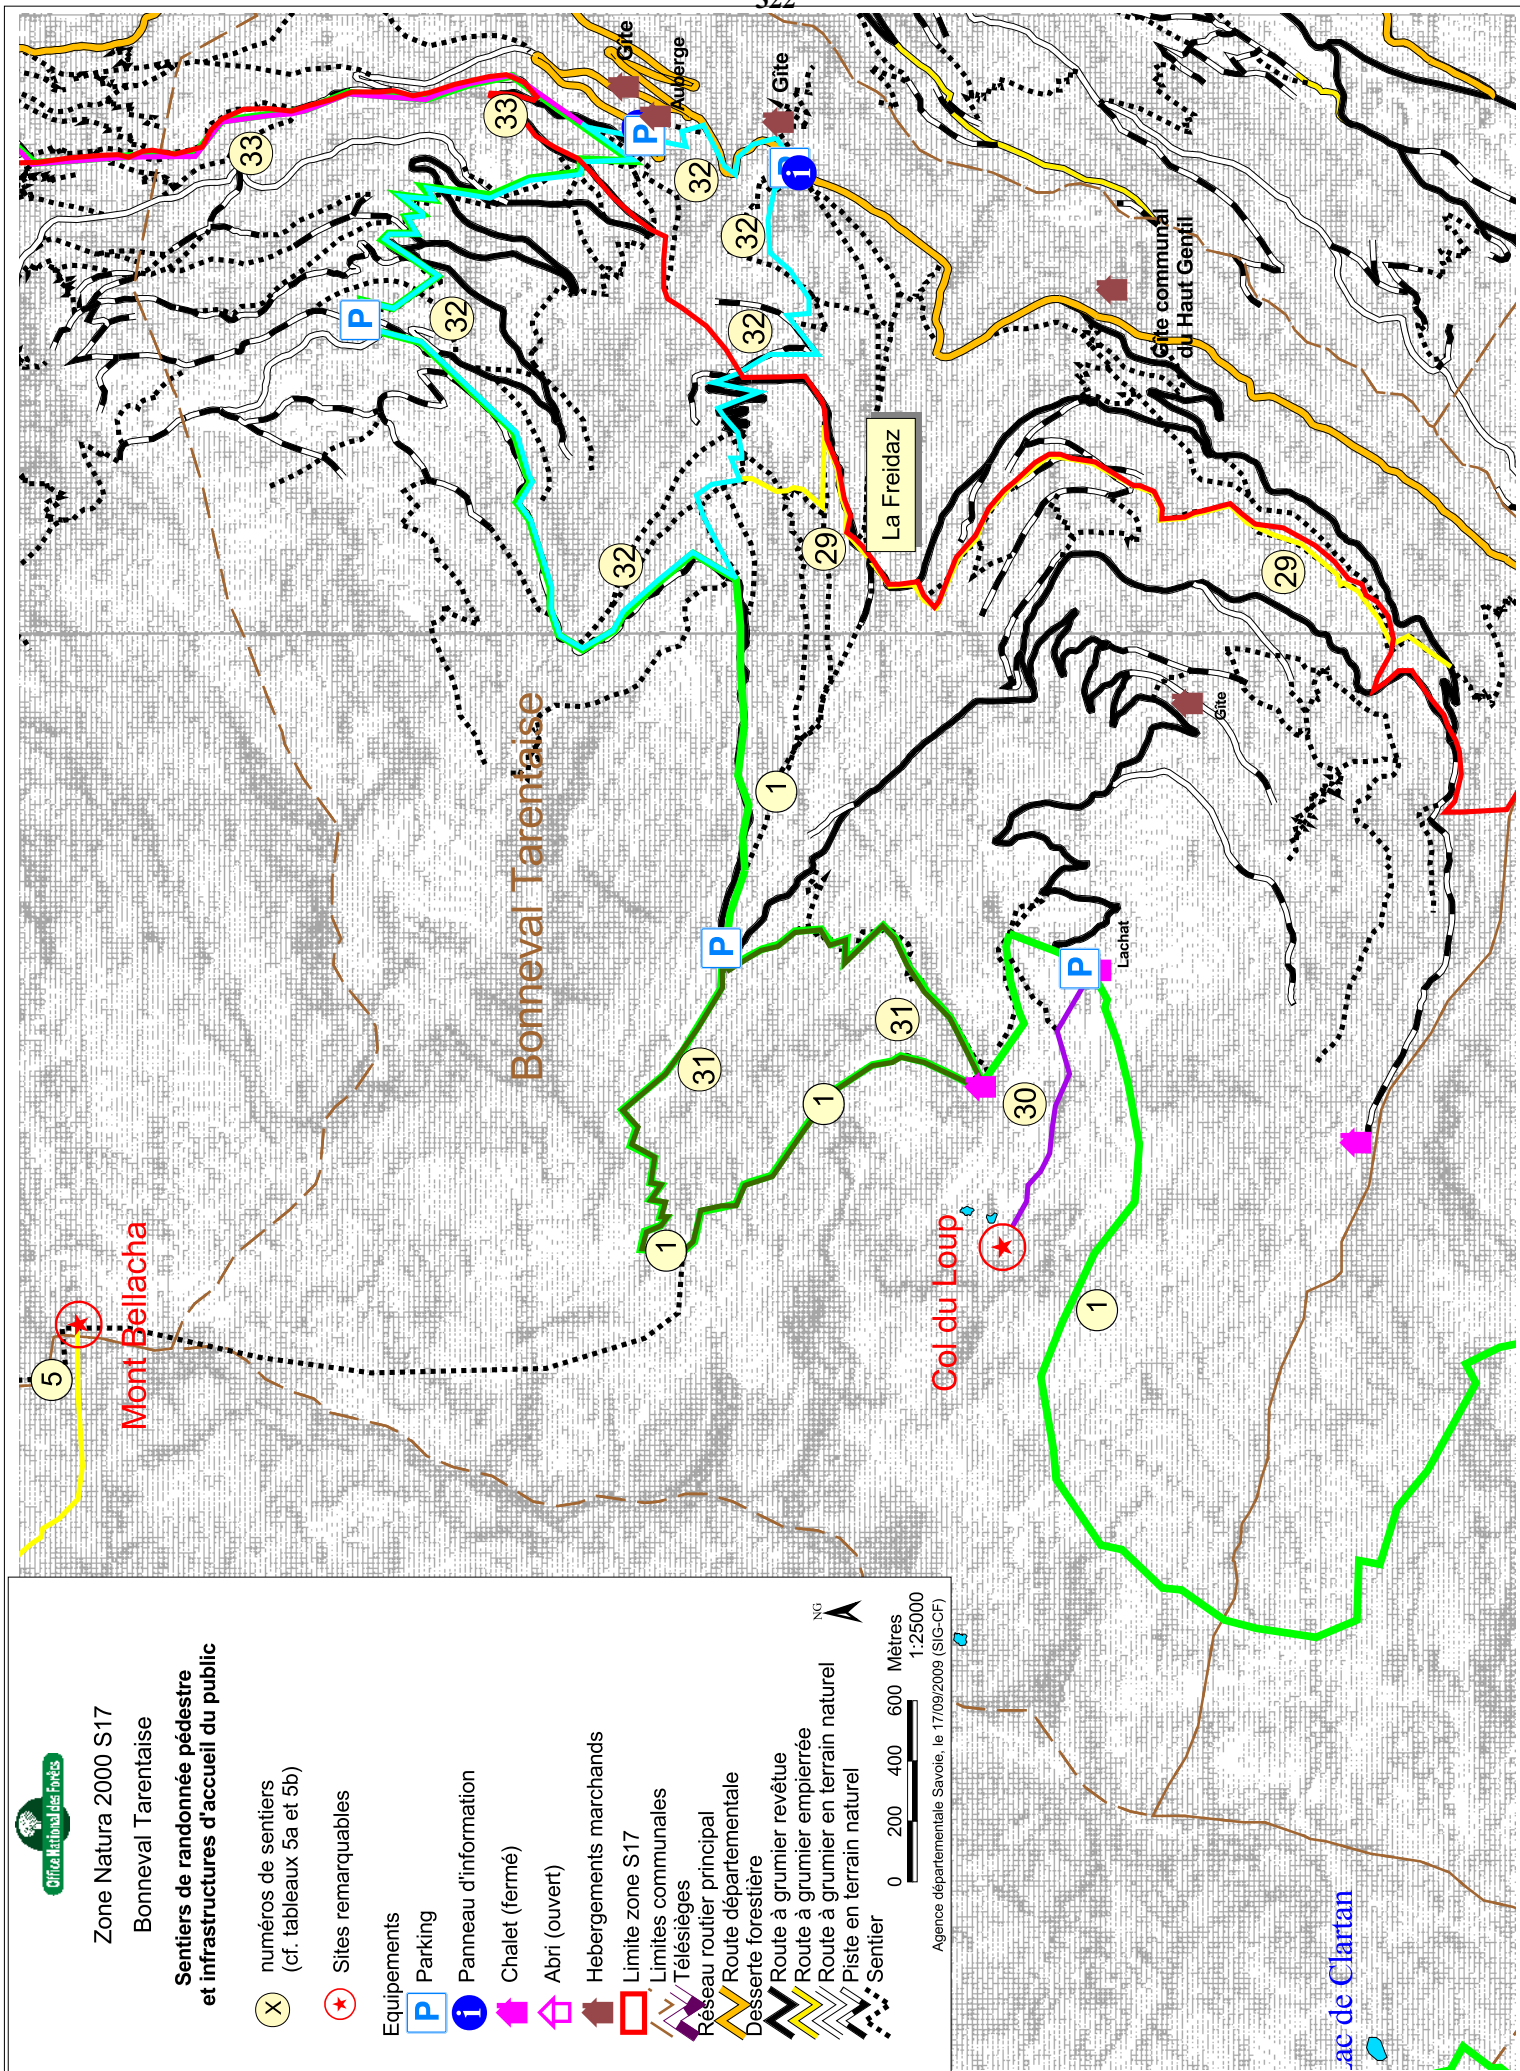 322
Office National des Forêts
Zone Natura 2000 S17
Bonneval Tarentaise
Sentiers de randonnée pédestre
et infrastructures d'accueil du public
X
numéros de sentiers
(cf. tableaux 5a et 5b)
Sites remarquables
Equipements
P
Parking
i
Panneau d'information
Chalet (fermé)
Abri (ouvert)
Hebergements marchands
Limite zone S17
Limites communales
Télésièges
Réseau routier principal
Route départementale
Desserte forestière
Route à grumier revêtue
Route à grumier empierrée
Route à grumier en terrain naturel
Piste en terrain naturel
Sentier
NG
0 200 400 600 Mètres
1:25000
Agence départementale Savoie, le 17/09/2009 (SIG-CF)
5
Mont Bellacha
Bonneval Tarentaise
Col du Loup
Lac de Clartan
La Freidaz
Lachat
Gîte
Auberge
Gîte
Gîte communal
du Haut Gentil
Gîte
33
33
32
32
32
32
32
29
29
31
31
30
1
1
1
1
P
P
P
P
P
i